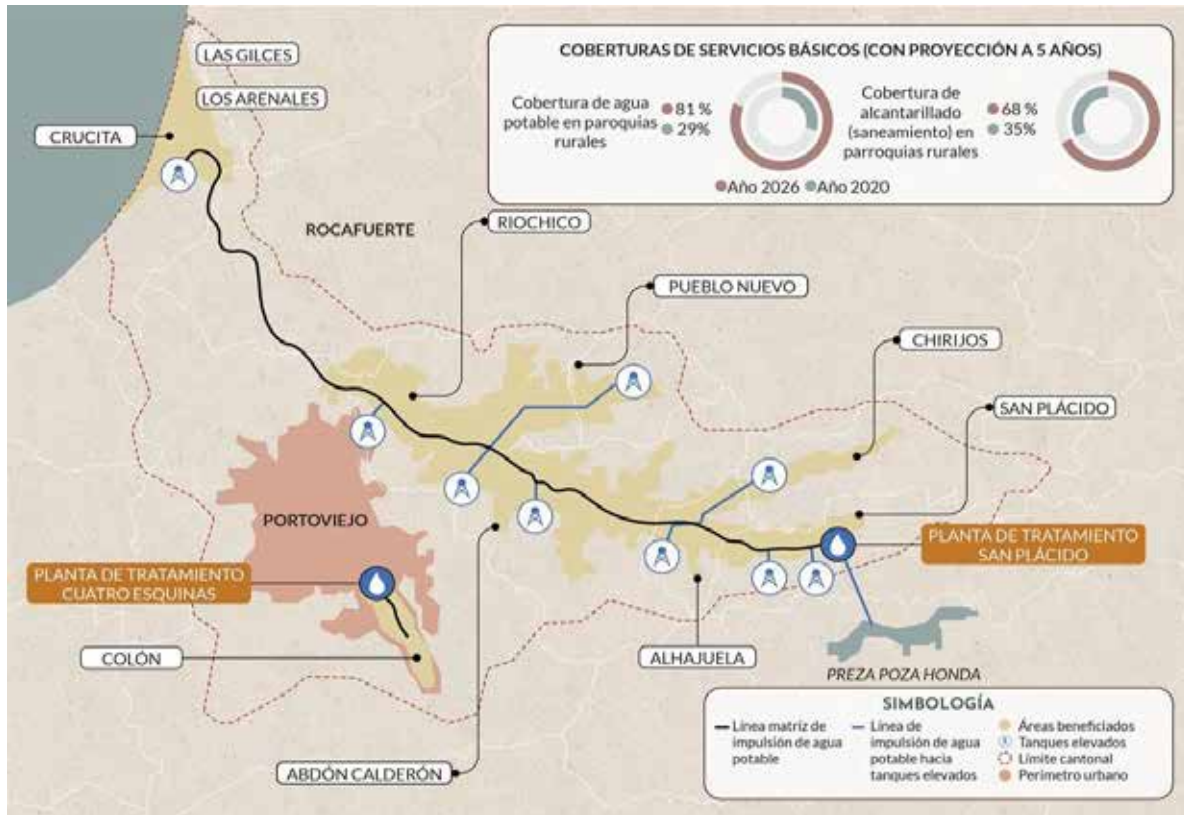 LAS GILCES
LOS ARENALES
CRUCITA
COBERTURAS DE SERVICIOS BÁSICOS (CON PROYECCIÓN A 5 AÑOS)
Cobertura de agua
potable en paroquias
rurales
81 %
29%
Cobertura de
alcantarillado
(saneamiento) en
parroquias rurales
68 %
35%
Año 2026 Año 2020
ROCAFUERTE
RIOCHICO
PUEBLO NUEVO
CHIRIJOS
SAN PLÁCIDO
PORTOVIEJO
PLANTA DE TRATAMIENTO
SAN PLÁCIDO
PLANTA DE TRATAMIENTO
CUATRO ESQUINAS
COLÓN
ALHAJUELA
PREZA POZA HONDA
ABDÓN CALDERÓN
SIMBOLOGÍA
Línea matriz de
impulsión de agua
potable
Línea de
impulsión de agua
potable hacia
tanques elevados
Áreas beneficiados
Tanques elevados
Límite cantonal
Perímetro urbano